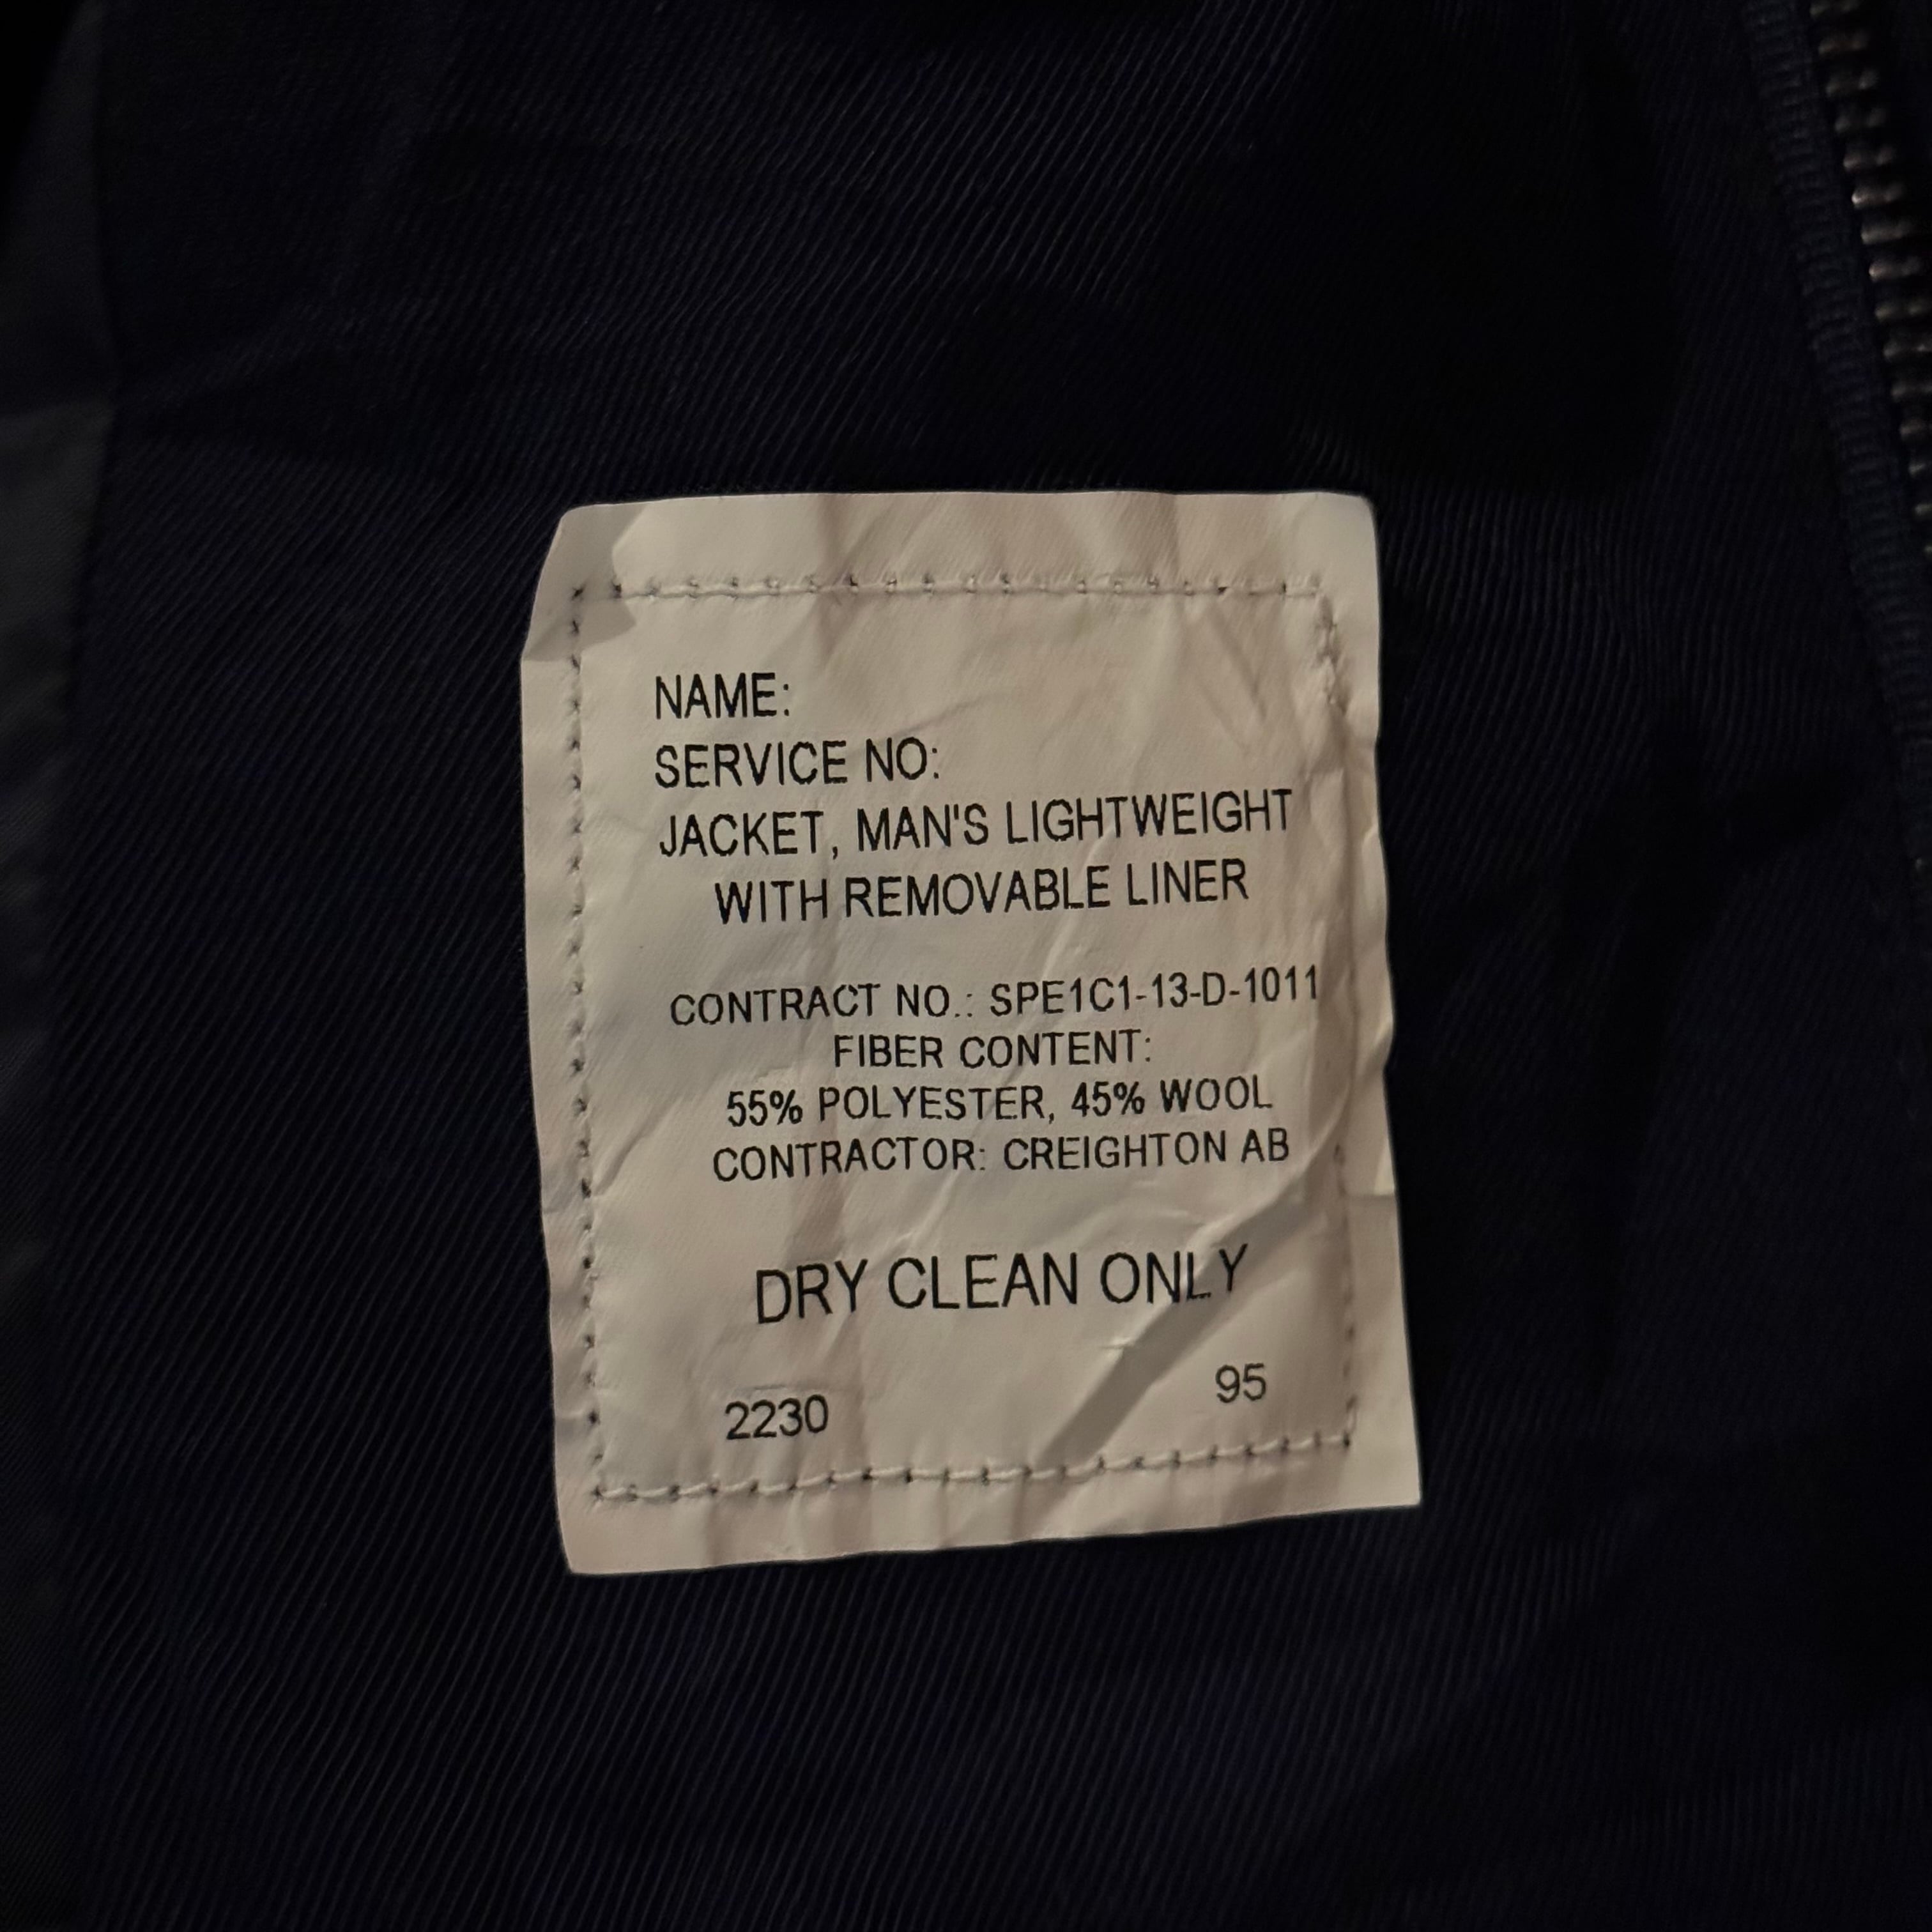 NAME:
SERVICE NO:
JACKET, MAN'S LIGHTWEIGHT
WITH REMOVABLE LINER
CONTRACT NO.: SPE1C1-13-D-1011
FIBER CONTENT:
55% POLYESTER, 45% WOOL
CONTRACTOR: CREIGHTON AB
DRY CLEAN ONLY
2230 95